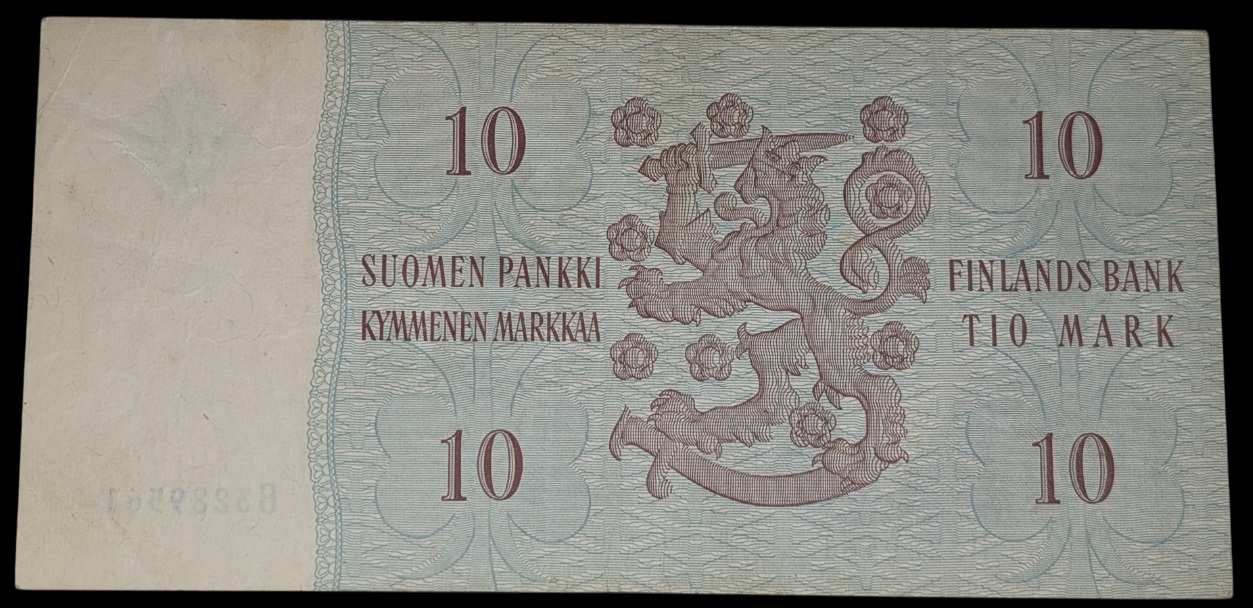 10
10
SUOMEN PANKKI
KYMMENEN MARKKAA
FINLANDS BANK
TIO MARK
10
10